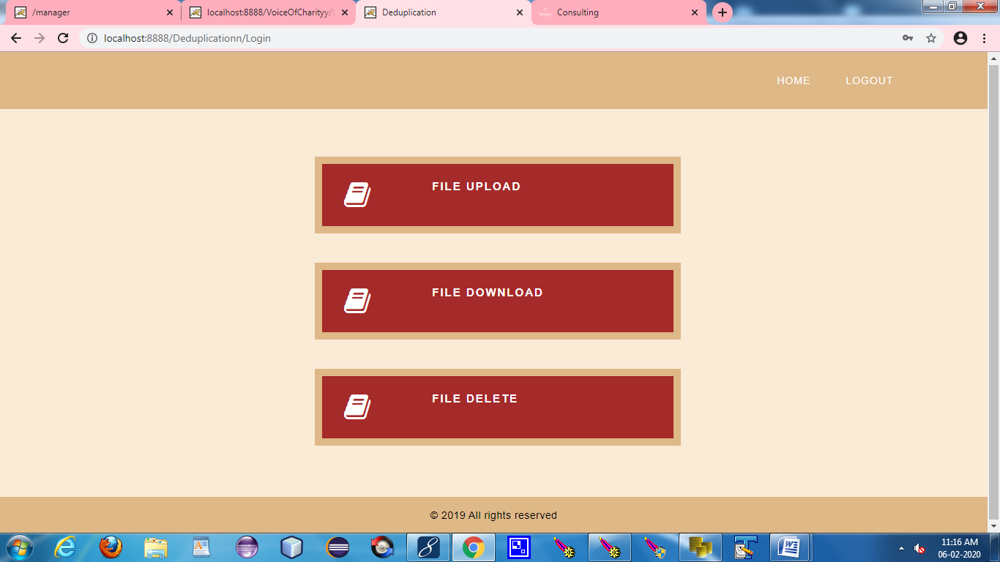 /manager
localhost:8888/VoiceOfCharityy/
Deduplication
Consulting
localhost:8888/Deduplicationn/Login
HOME LOGOUT
FILE UPLOAD
FILE DOWNLOAD
FILE DELETE
© 2019 All rights reserved
11:16 AM
06-02-2020